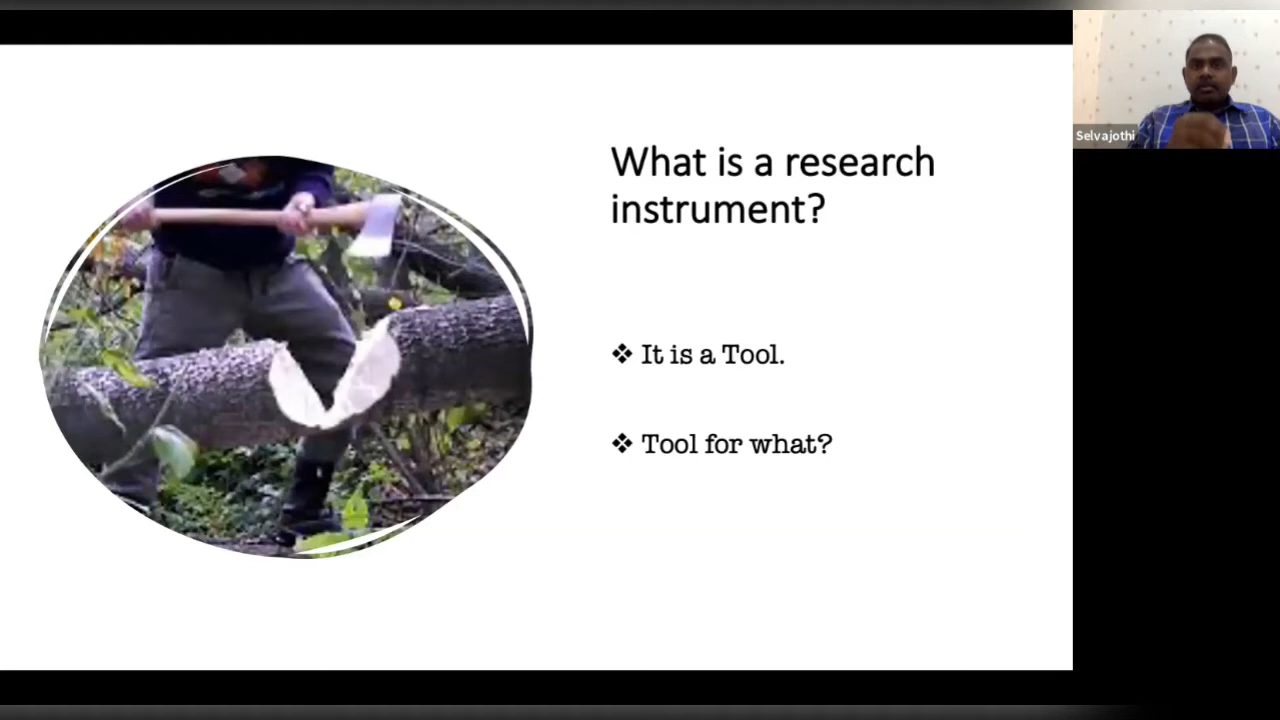 What is a research
instrument?
❖ It is a Tool.
❖ Tool for what?
Selvajothi